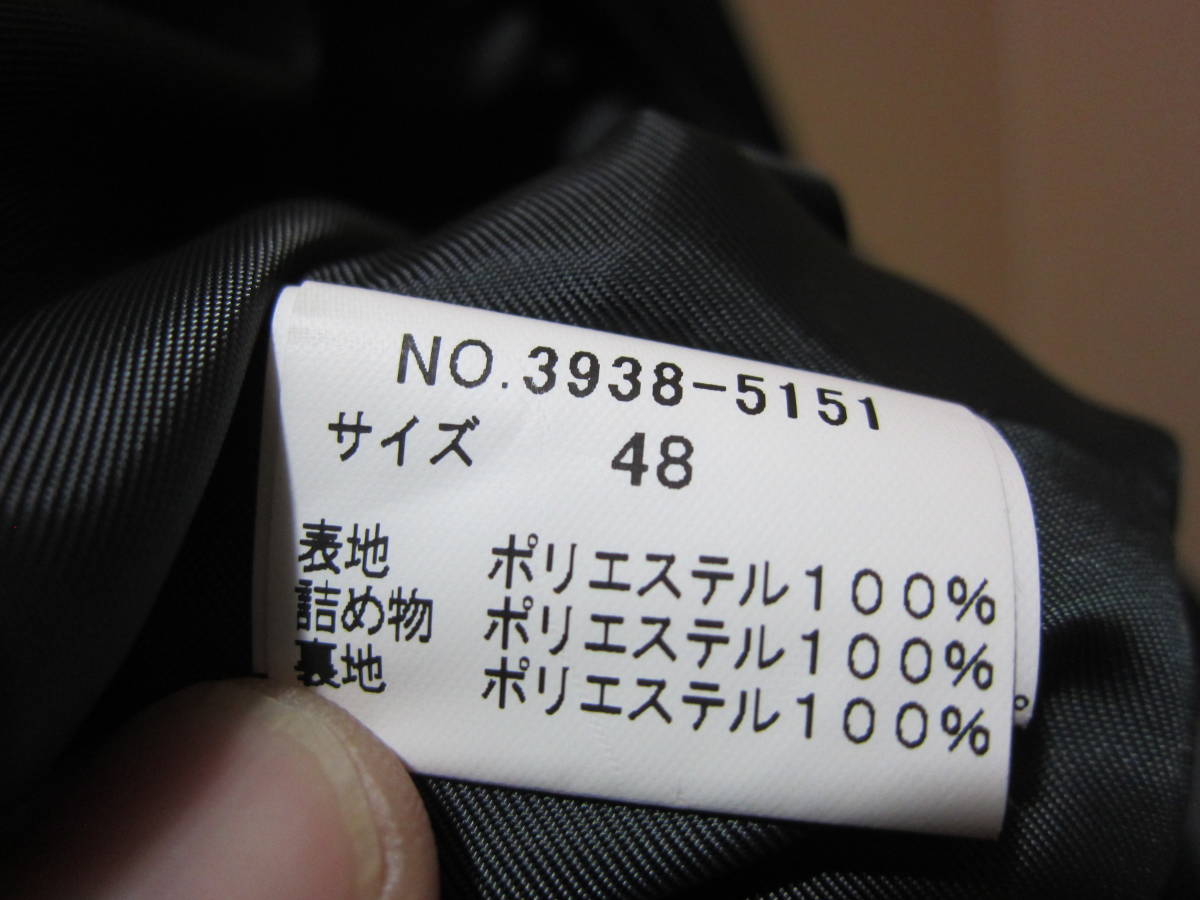 NO.3938-5151
サイズ 48
表地 ポリエステル100%
詰め物 ポリエステル100%
裏地 ポリエステル100%